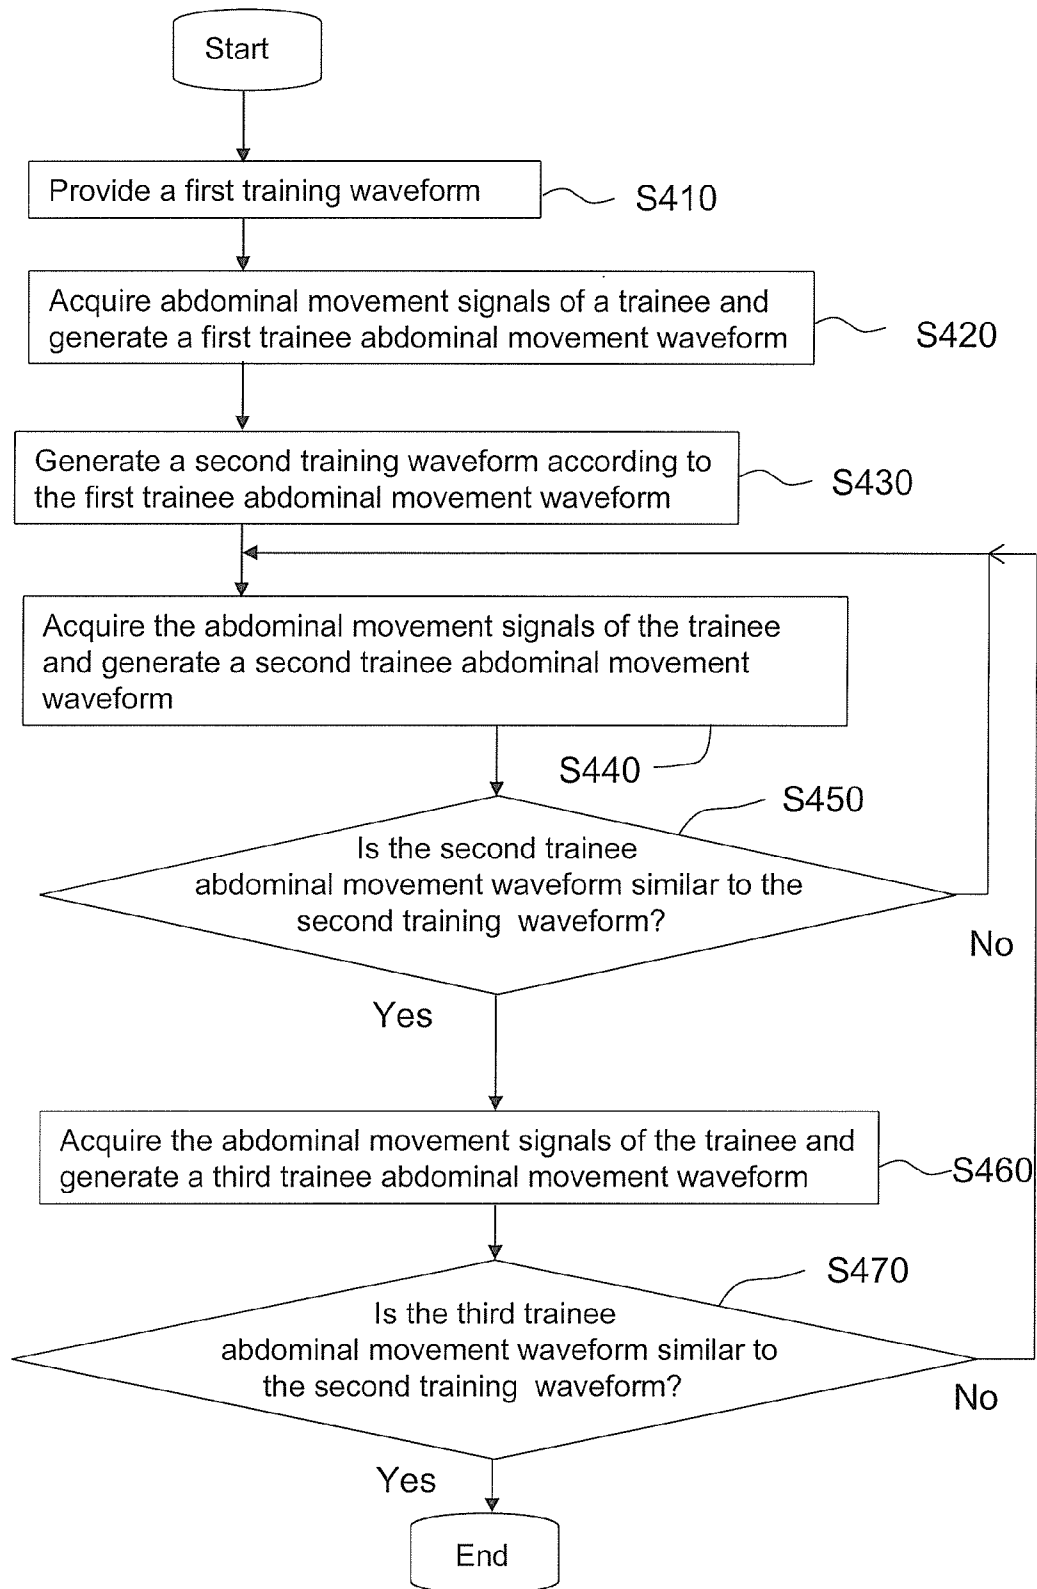 Start
Provide a first training waveform
S410
Acquire abdominal movement signals of a trainee and
generate a first trainee abdominal movement waveform
S420
Generate a second training waveform according to
the first trainee abdominal movement waveform
S430
Acquire the abdominal movement signals of the trainee
and generate a second trainee abdominal movement
waveform
S440
S450
Is the second trainee
abdominal movement waveform similar to the
second training waveform?
No
Yes
Acquire the abdominal movement signals of the trainee and
generate a third trainee abdominal movement waveform
S460
S470
Is the third trainee
abdominal movement waveform similar to
the second training waveform?
No
Yes
End